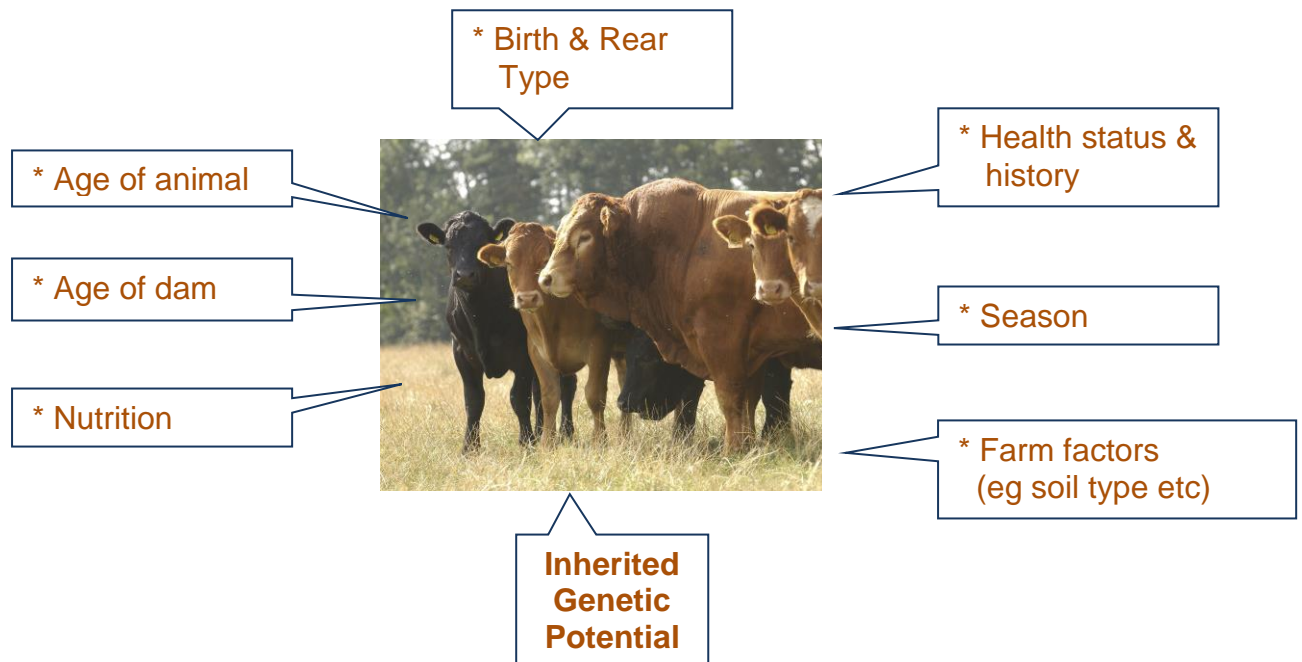 * Birth & Rear
Type
* Age of animal
* Health status &
history
* Age of dam
* Season
* Nutrition
* Farm factors
(eg soil type etc)
Inherited
Genetic
Potential